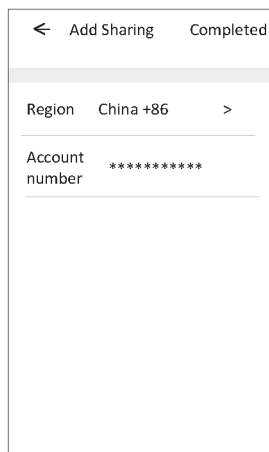 ← Add Sharing Completed
Region China +86 >
Account
number ***********